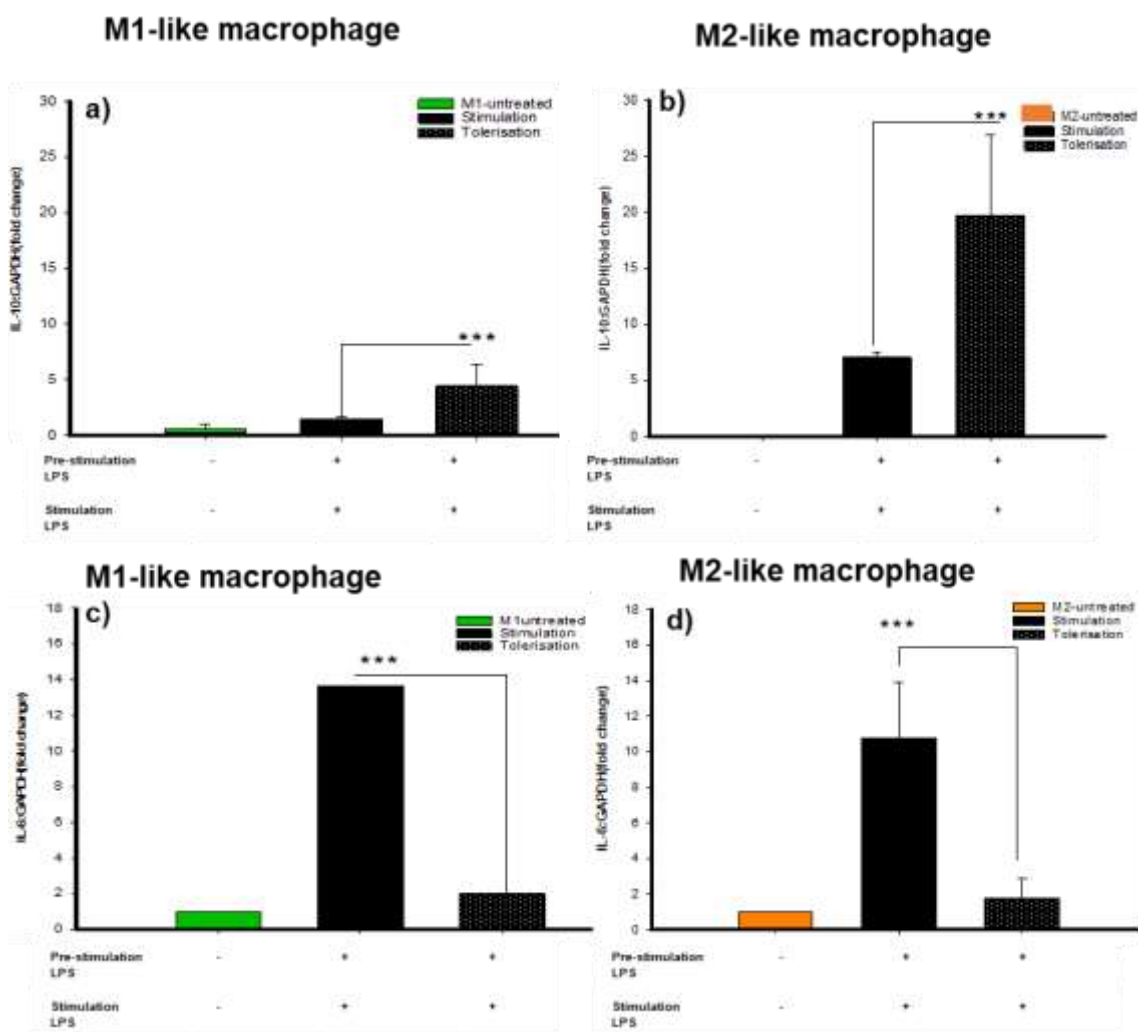 M1-like macrophage
M2-like macrophage
a)
M1-untreated
Stimulation
Tolerisation
IL-10:GAPDH(fold change)
30
25
20
15
10
5
0
***
Pre-stimulation - + +
LPS
Stimulation - + +
LPS
b)
M2-untreated
Stimulation
Tolerisation
IL-10:GAPDH(fold change)
30
25
20
15
10
5
0
***
Pre-stimulation - + +
LPS
Stimulation - + +
LPS
M1-like macrophage
M2-like macrophage
c)
M1untreated
Stimulation
Tolerisation
IL-6:GAPDH(fold change)
18
16
14
12
10
8
6
4
2
0
***
Pre-stimulation - + +
LPS
Stimulation - + +
LPS
d)
M2-untreated
Stimulation
Tolerisation
IL-6:GAPDH(fold change)
18
16
14
12
10
8
6
4
2
0
***
Pre-stimulation - + +
LPS
Stimulation - + +
LPS